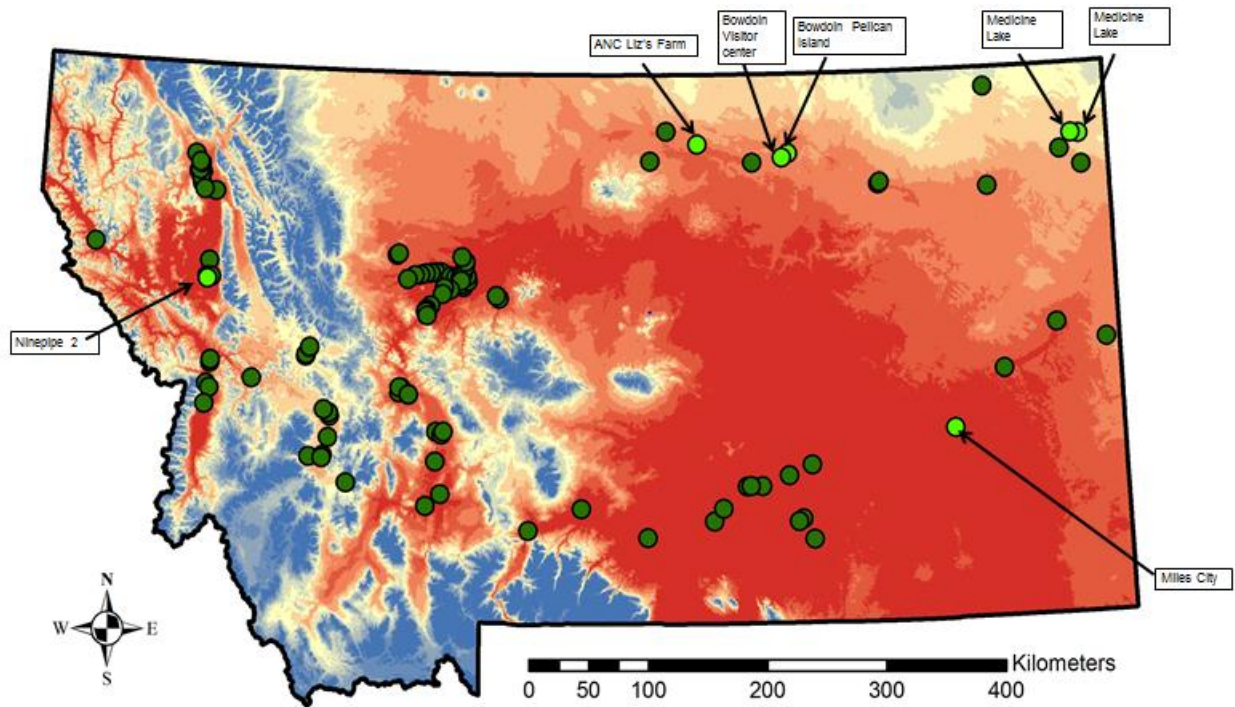 ANC Liz's Farm
Bowdoin
Visitor
center
Bowdoin Pelican
Island
Medicine
Lake
Medicine
Lake
Ninepipe 2
Miles City
N
W
E
S
Kilometers
0 50 100 200 300 400